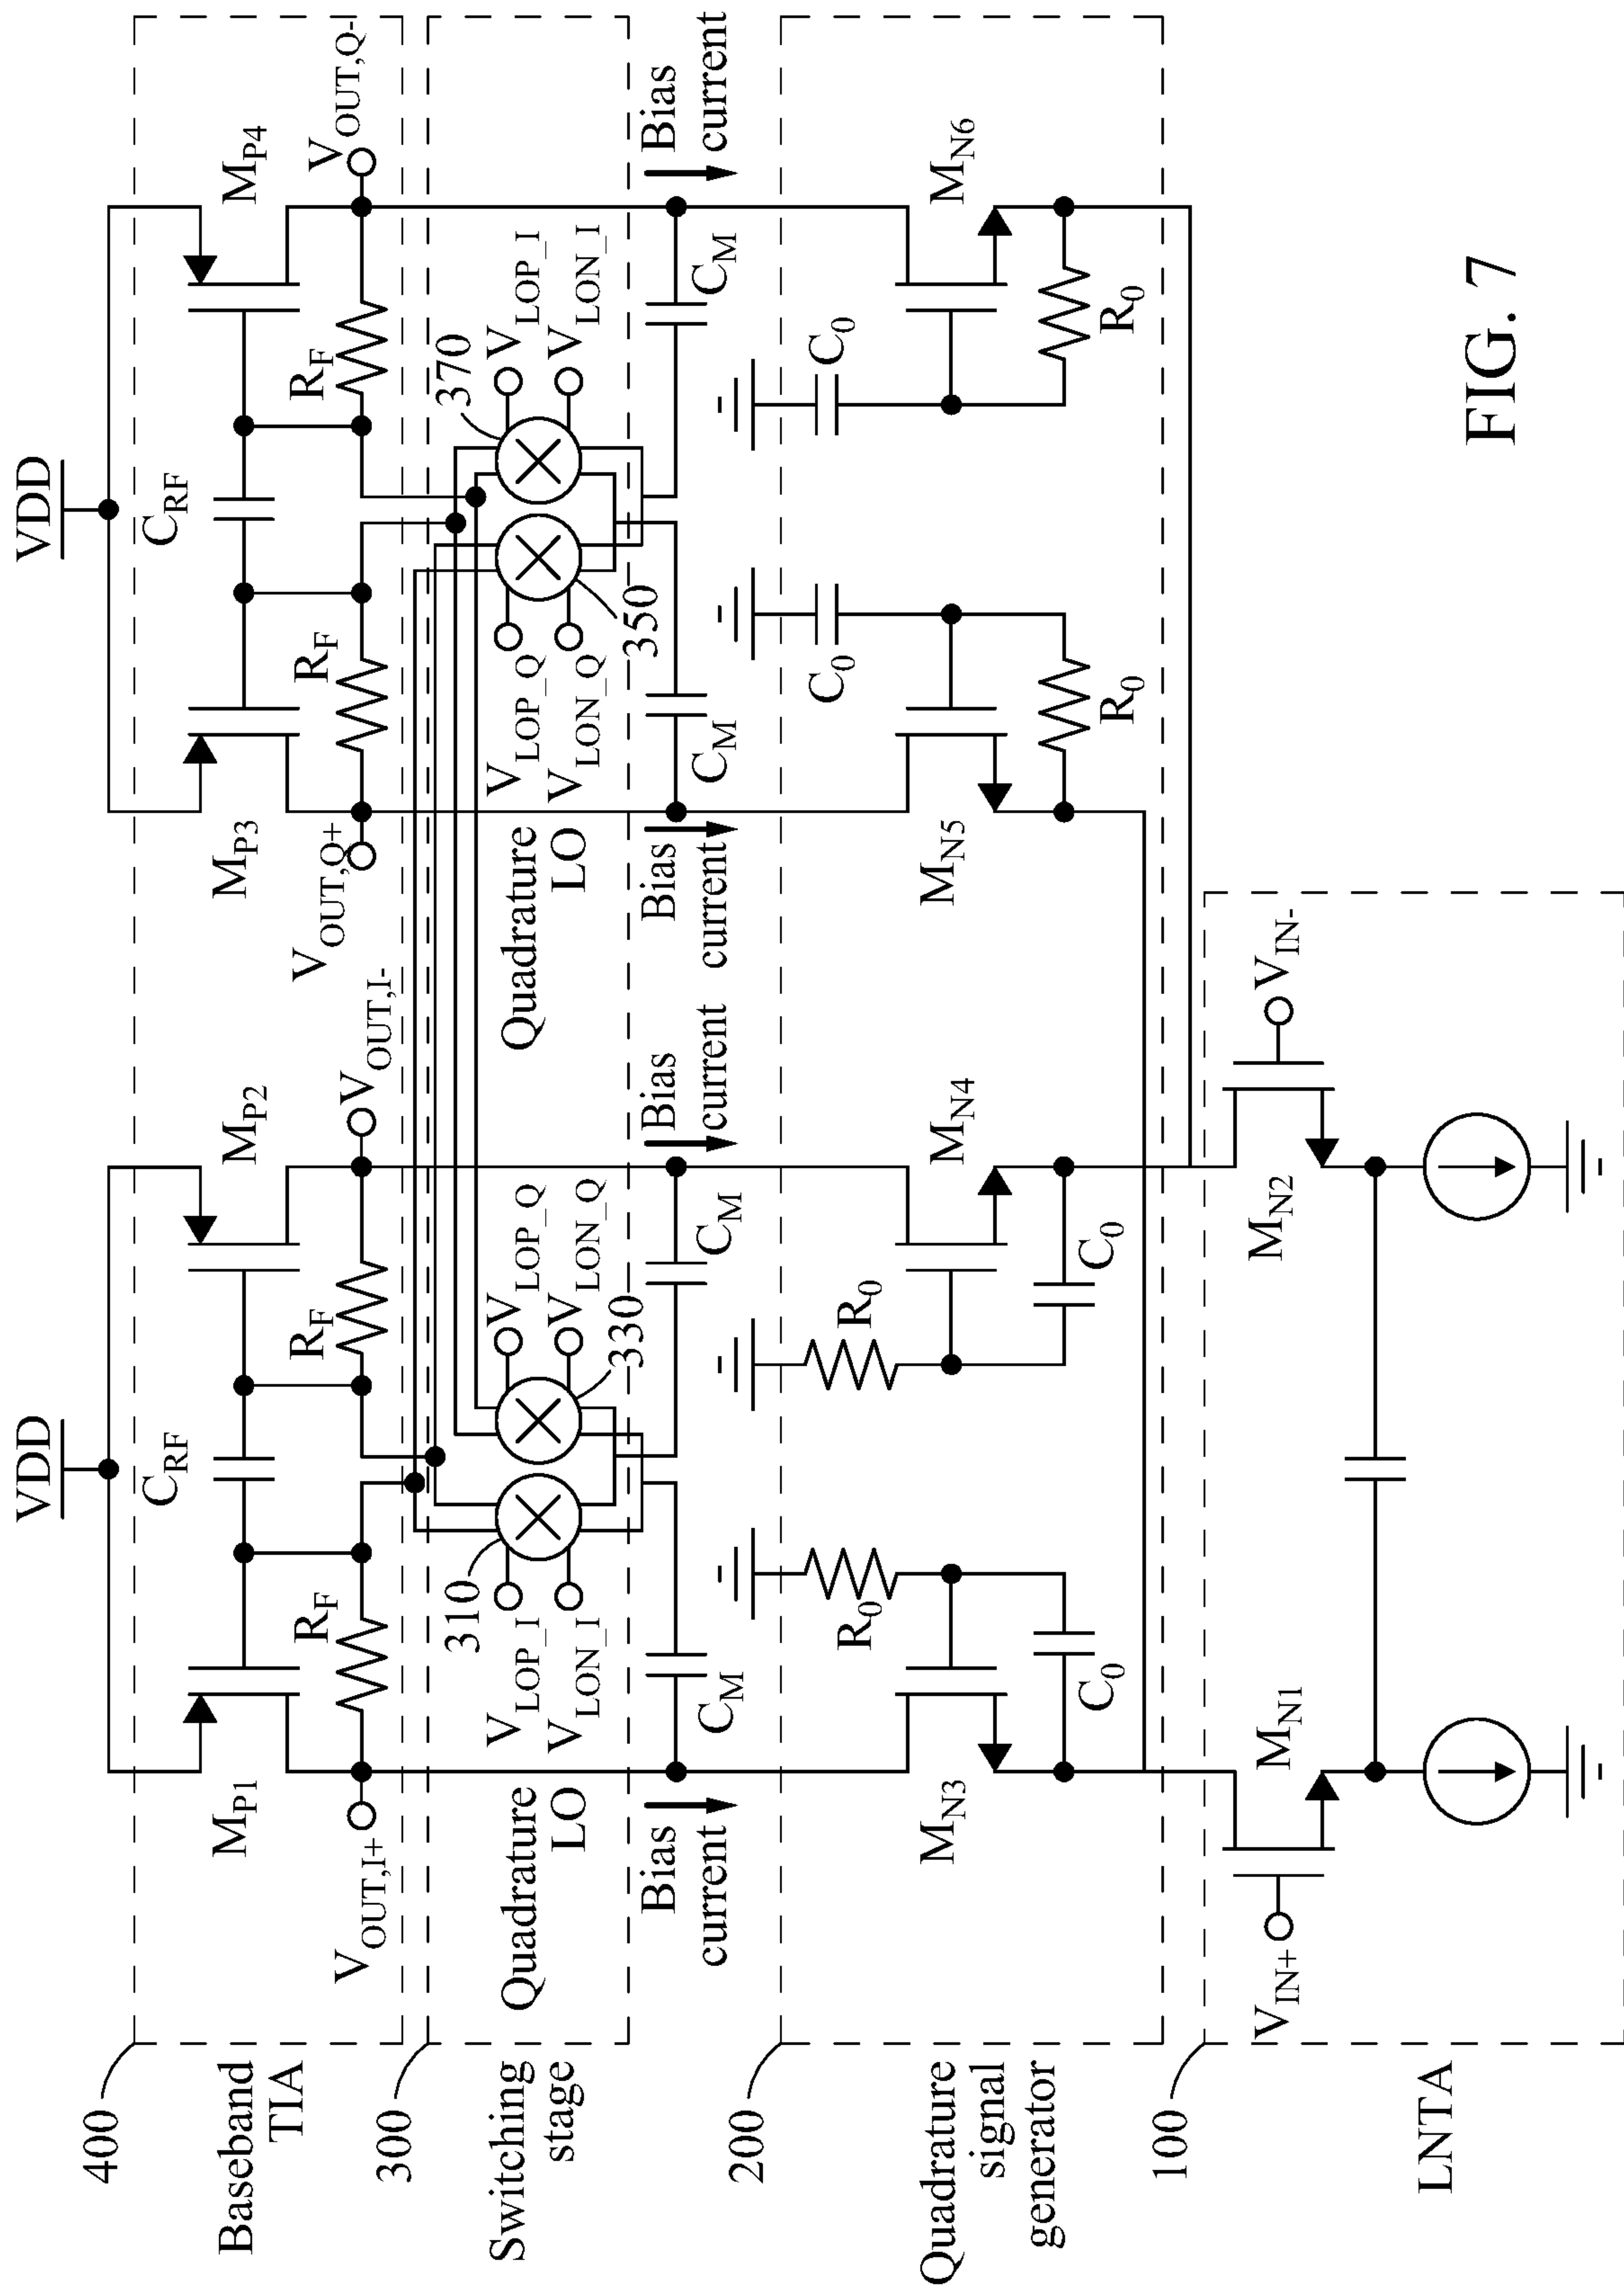 400
Baseband
TIA
VDD
VDD
M_P1
M_P2
M_P3
M_P4
C_RF
C_RF
R_F
R_F
R_F
R_F
V_OUT,I+
V_OUT,I-
V_OUT,Q+
V_OUT,Q-
300
Switching
stage
Quadrature
LO
310
V_LOP_I
V_LON_I
330
V_LOP_Q
V_LON_Q
Quadrature
LO
350
V_LOP_Q
V_LON_Q
370
V_LOP_I
V_LON_I
Bias
current
C_M
C_M
Bias
current
Bias
current
C_M
C_M
Bias
current
200
Quadrature
signal
generator
R_0
R_0
C_0
C_0
M_N3
M_N4
M_N5
M_N6
C_0
C_0
R_0
R_0
100
LNTA
V_IN+
M_N1
M_N2
V_IN-
FIG. 7